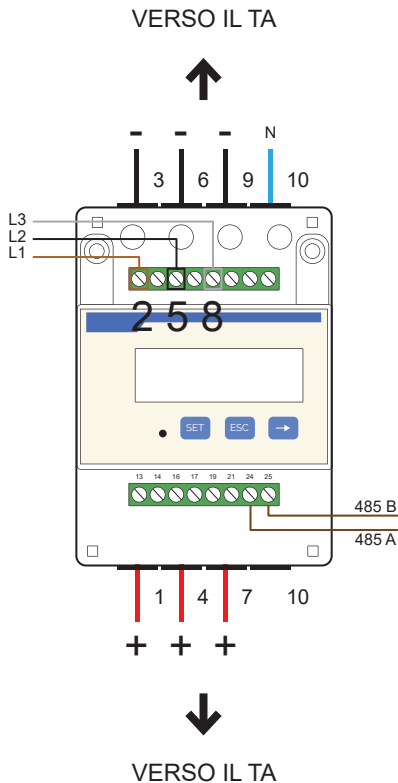 VERSO IL TA
- - - N
3 6 9 10
L3
L2
L1
2 5 8
SET ESC →
13 14 16 17 19 21 24 25
485 B
485 A
1 4 7 10
+ + +
VERSO IL TA